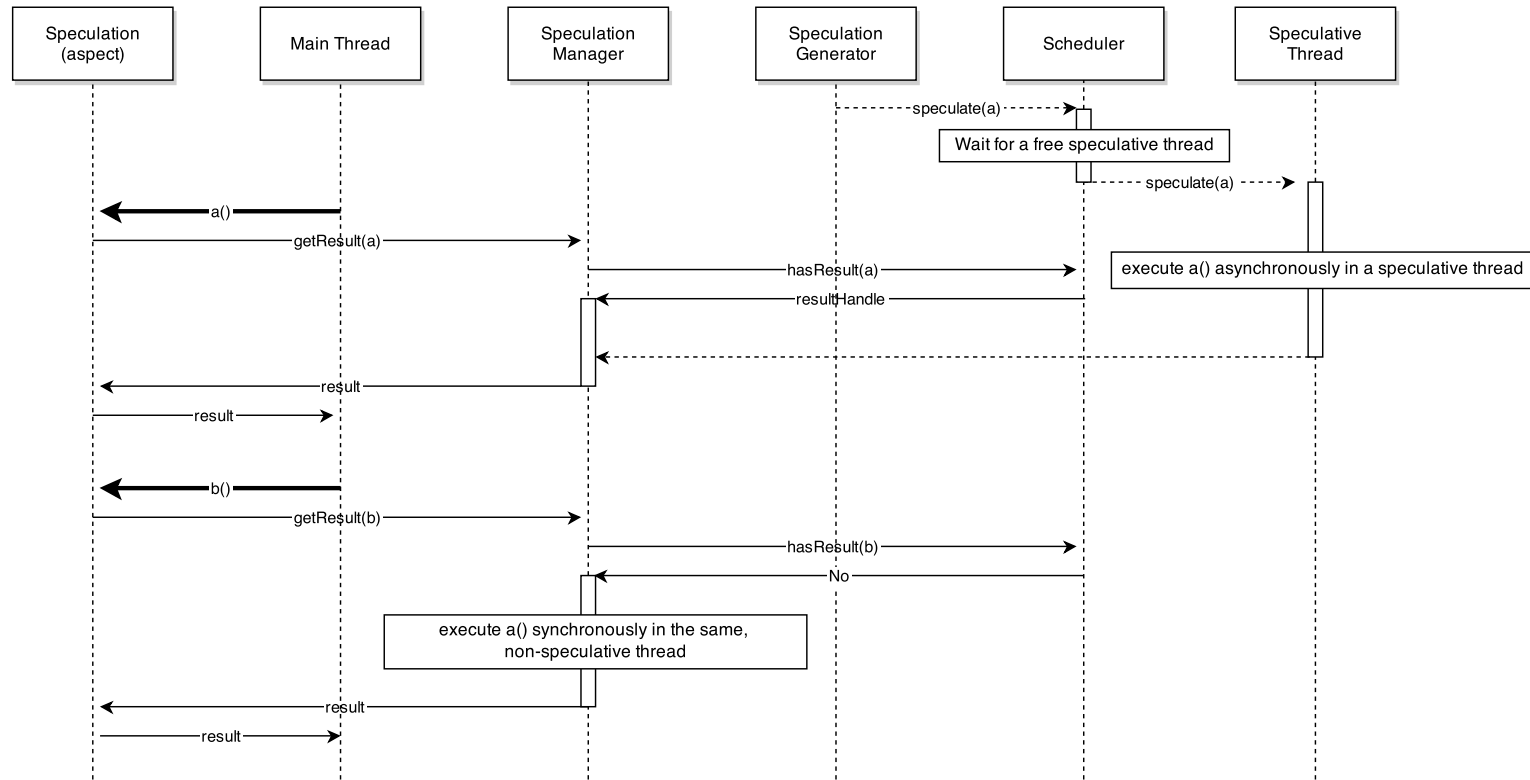 Speculation
(aspect)
Main Thread
Speculation
Manager
Speculation
Generator
Scheduler
Speculative
Thread
speculate(a)
Wait for a free speculative thread
speculate(a)
a()
getResult(a)
hasResult(a)
execute a() asynchronously in a speculative thread
resultHandle
result
result
b()
getResult(b)
hasResult(b)
No
execute a() synchronously in the same,
non-speculative thread
result
result